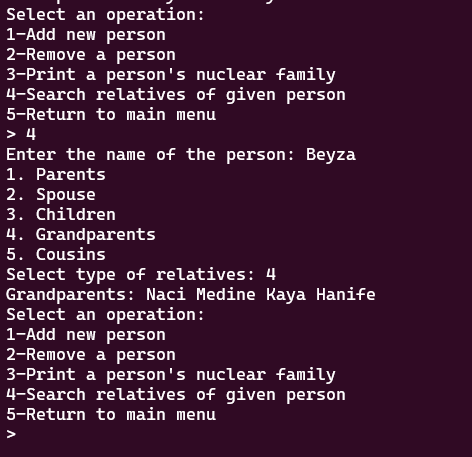 Select an operation:
1-Add new person
2-Remove a person
3-Print a person's nuclear family
4-Search relatives of given person
5-Return to main menu
> 4
Enter the name of the person: Beyza
1. Parents
2. Spouse
3. Children
4. Grandparents
5. Cousins
Select type of relatives: 4
Grandparents: Naci Medine Kaya Hanife
Select an operation:
1-Add new person
2-Remove a person
3-Print a person's nuclear family
4-Search relatives of given person
5-Return to main menu
>